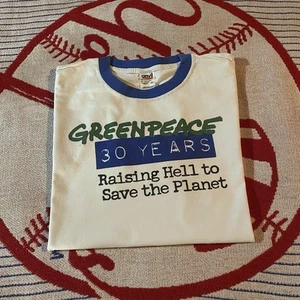 GREENPEACE
30 YEARS
Raising Hell to
Save the Planet